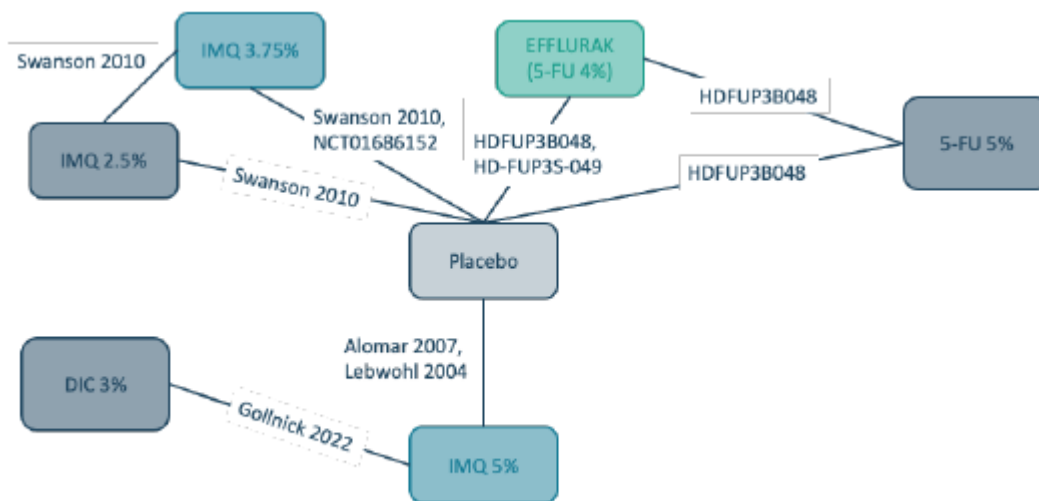 IMQ 3.75%
EFFLURAK
(5-FU 4%)
Swanson 2010
HDFUP3B048
Swanson 2010,
NCT01686152
HDFUP3B048,
HD-FUP3S-049
IMQ 2.5%
5-FU 5%
Swanson 2010
HDFUP3B048
Placebo
Alomar 2007,
Lebwohl 2004
DIC 3%
Gollnick 2022
IMQ 5%